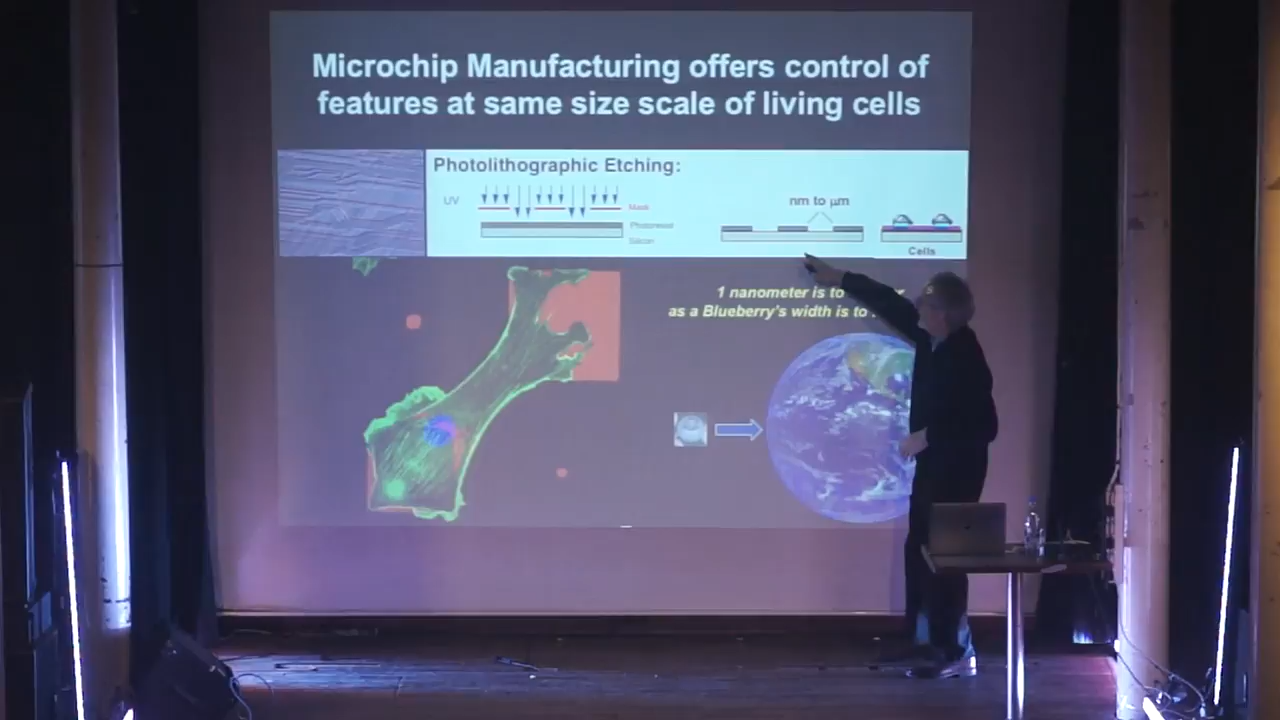 Microchip Manufacturing offers control of
features at same size scale of living cells
Photolithographic Etching:
UV
Mask
Photoresist
Silicon
nm to μm
Cells
1 nanometer is to
as a Blueberry's width is to